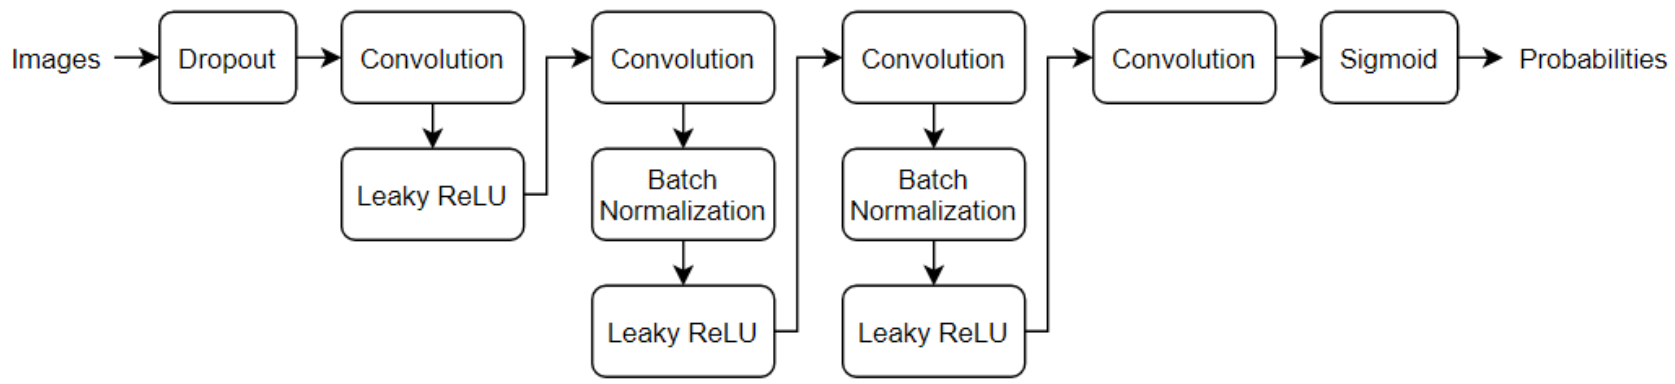 Images
Dropout
Convolution
Leaky ReLU
Convolution
Batch
Normalization
Leaky ReLU
Convolution
Batch
Normalization
Leaky ReLU
Convolution
Sigmoid
Probabilities